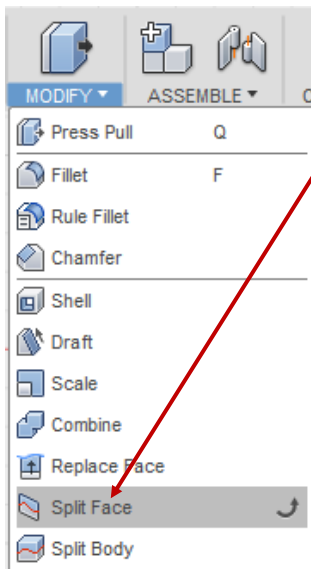 MODIFY ▾ ASSEMBLE ▾
Press Pull Q
Fillet F
Rule Fillet
Chamfer
Shell
Draft
Scale
Combine
Replace Face
Split Face
Split Body